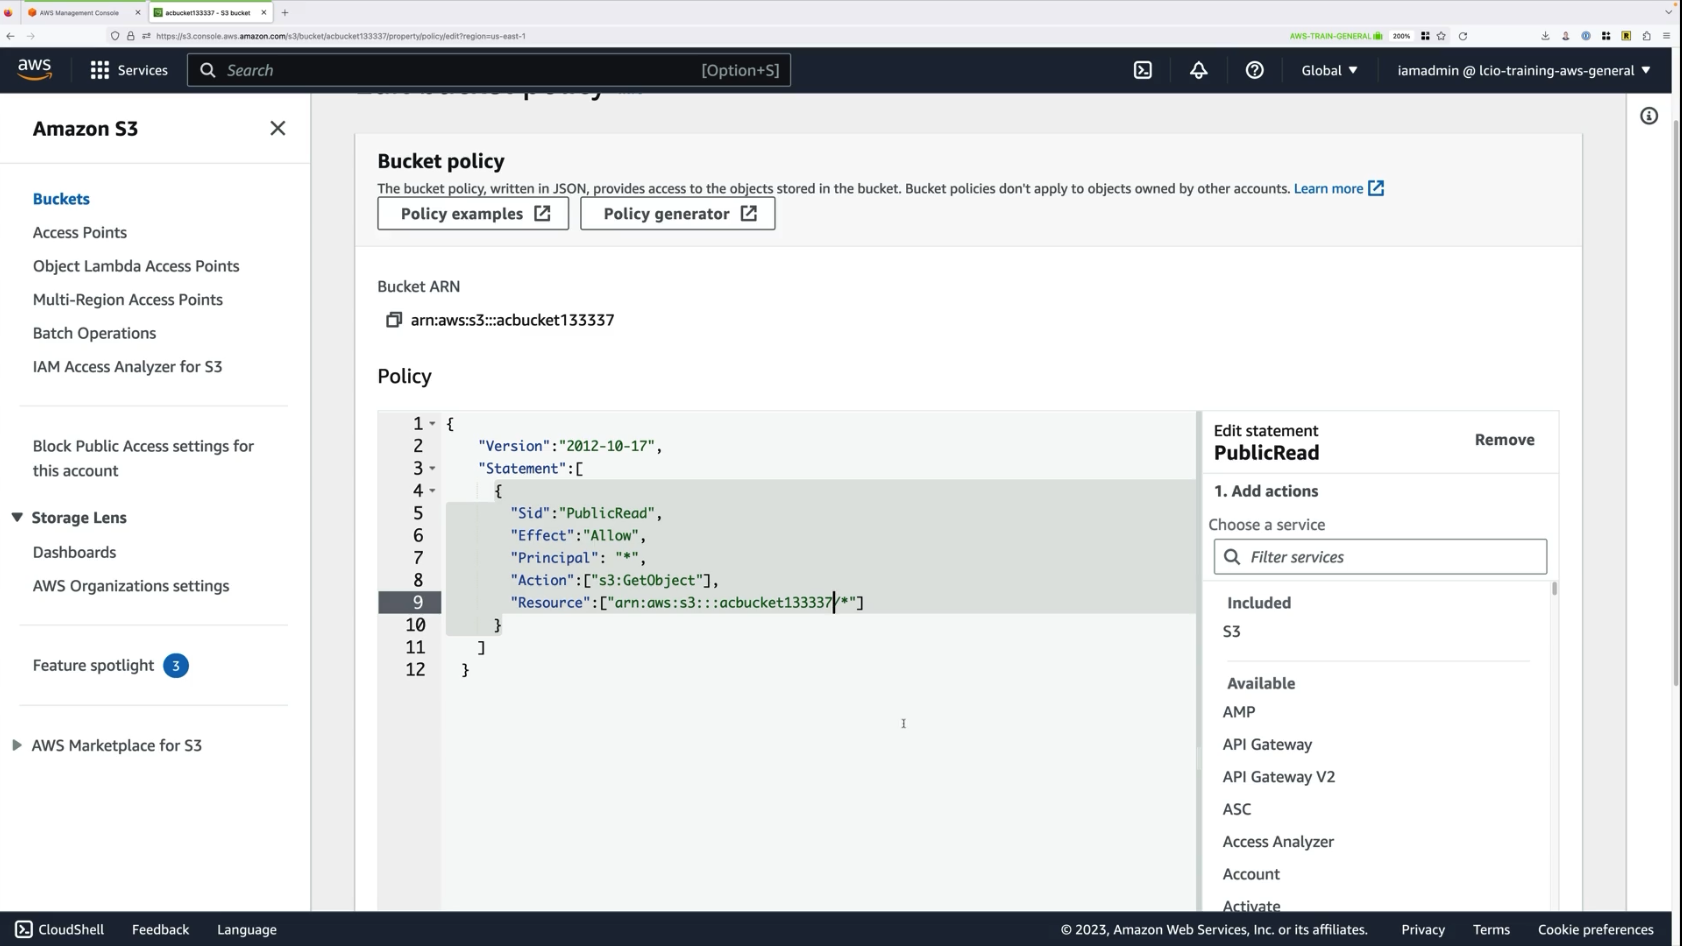 AWS Management Console
acbucket133337 - S3 bucket
https://s3.console.aws.amazon.com/s3/bucket/acbucket133337/property/policy/edit?region=us-east-1
AWS-TRAIN-GENERAL
200%
aws
Services
Search
[Option+S]
Global
iamadmin @ lcio-training-aws-general
Amazon S3
Buckets
Access Points
Object Lambda Access Points
Multi-Region Access Points
Batch Operations
IAM Access Analyzer for S3
Block Public Access settings for
this account
Storage Lens
Dashboards
AWS Organizations settings
Feature spotlight 3
AWS Marketplace for S3
Bucket policy
The bucket policy, written in JSON, provides access to the objects stored in the bucket. Bucket policies don't apply to objects owned by other accounts. Learn more
Policy examples
Policy generator
Bucket ARN
arn:aws:s3:::acbucket133337
Policy
1 {
2 "Version":"2012-10-17",
3 "Statement":[
4 {
5 "Sid":"PublicRead",
6 "Effect":"Allow",
7 "Principal": "*",
8 "Action":["s3:GetObject"],
9 "Resource":["arn:aws:s3:::acbucket133337/*"]
10 }
11 ]
12 }
Edit statement
PublicRead
Remove
1. Add actions
Choose a service
Filter services
Included
S3
Available
AMP
API Gateway
API Gateway V2
ASC
Access Analyzer
Account
Activate
CloudShell
Feedback
Language
© 2023, Amazon Web Services, Inc. or its affiliates.
Privacy
Terms
Cookie preferences